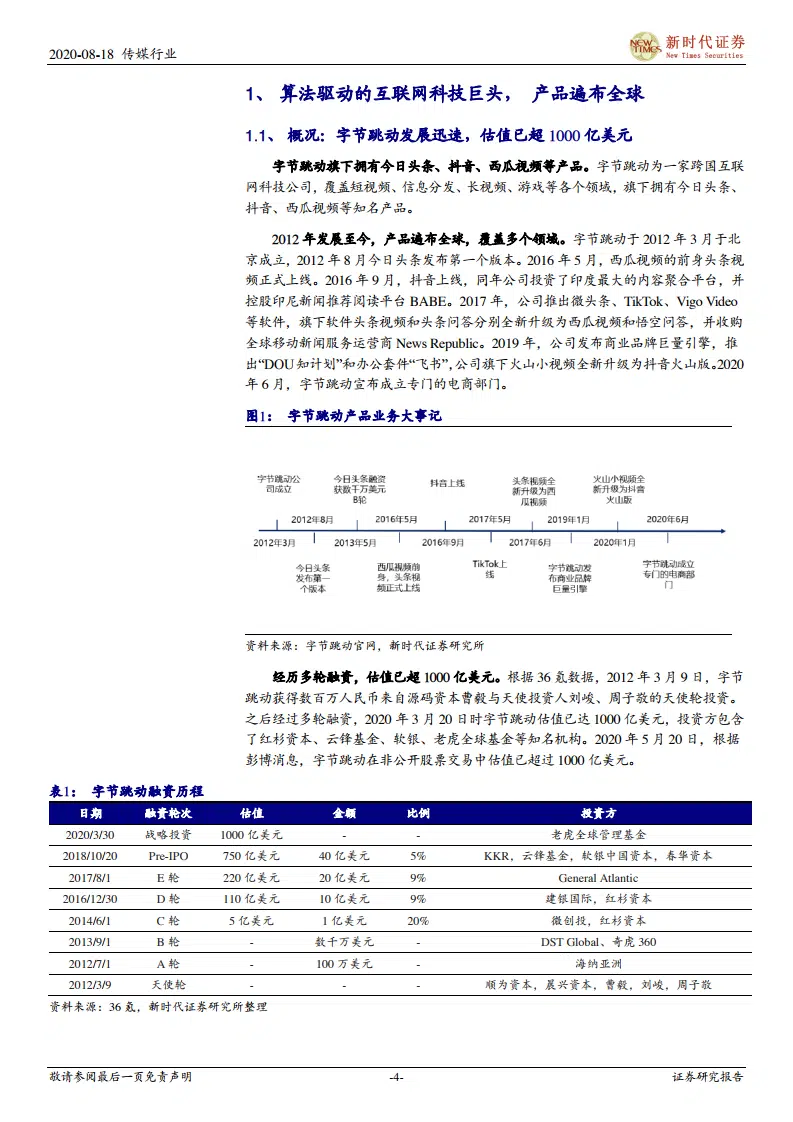 2020-08-18 传媒行业
新时代证券
New Times Securities
NEW TIMES
1、 算法驱动的互联网科技巨头， 产品遍布全球
1.1、 概况：字节跳动发展迅速，估值已超 1000 亿美元
字节跳动旗下拥有今日头条、抖音、西瓜视频等产品。字节跳动为一家跨国互联
网科技公司，覆盖短视频、信息分发、长视频、游戏等各个领域，旗下拥有今日头条、
抖音、西瓜视频等知名产品。
2012 年发展至今，产品遍布全球，覆盖多个领域。字节跳动于 2012 年 3 月于北
京成立，2012 年 8 月今日头条发布第一个版本。2016 年 5 月，西瓜视频的前身头条视
频正式上线。2016 年 9 月，抖音上线，同年公司投资了印度最大的内容聚合平台，并
控股印尼新闻推荐阅读平台 BABE。2017 年，公司推出微头条、TikTok、Vigo Video
等软件，旗下软件头条视频和头条问答分别全新升级为西瓜视频和悟空问答，并收购
全球移动新闻服务运营商 News Republic。2019 年，公司发布商业品牌巨量引擎，推
出“DOU 知计划”和办公套件“飞书”，公司旗下火山小视频全新升级为抖音火山版。2020
年 6 月，字节跳动宣布成立专门的电商部门。
图1： 字节跳动产品业务大事记
字节跳动公
司成立
今日头条融资
获数千万美元
B轮
抖音上线
头条视频全
新升级为西
瓜视频
火山小视频全
新升级为抖音
火山版
2012年8月 2016年5月 2017年5月 2019年1月 2020年6月
2012年3月 2013年5月 2016年9月 2017年6月 2020年1月
今日头条
发布第一
个版本
西瓜视频前
身，头条视
频正式上线
TikTok上
线
字节跳动发
布商业品牌
巨量引擎
字节跳动成立
专门的电商部
门
资料来源：字节跳动官网，新时代证券研究所
经历多轮融资，估值已超 1000 亿美元。根据 36 氪数据，2012 年 3 月 9 日，字节
跳动获得数百万人民币来自源码资本曹毅与天使投资人刘峻、周子敬的天使轮投资。
之后经过多轮融资，2020 年 3 月 20 日时字节跳动估值已达 1000 亿美元，投资方包含
了红杉资本、云锋基金、软银、老虎全球基金等知名机构。2020 年 5 月 20 日，根据
彭博消息，字节跳动在非公开股票交易中估值已超过 1000 亿美元。
表1： 字节跳动融资历程
日期 融资轮次 估值 金额 比例 投资方
2020/3/30 战略投资 1000 亿美元 - - 老虎全球管理基金
2018/10/20 Pre-IPO 750 亿美元 40 亿美元 5% KKR，云锋基金，软银中国资本，春华资本
2017/8/1 E 轮 220 亿美元 20 亿美元 9% General Atlantic
2016/12/30 D 轮 110 亿美元 10 亿美元 9% 建银国际，红杉资本
2014/6/1 C 轮 5 亿美元 1 亿美元 20% 微创投，红杉资本
2013/9/1 B 轮 - 数千万美元 - DST Global、奇虎 360
2012/7/1 A 轮 - 100 万美元 - 海纳亚洲
2012/3/9 天使轮 - - - 顺为资本，晨兴资本，曹毅，刘峻，周子敬
资料来源：36 氪，新时代证券研究所整理
敬请参阅最后一页免责声明 -4- 证券研究报告